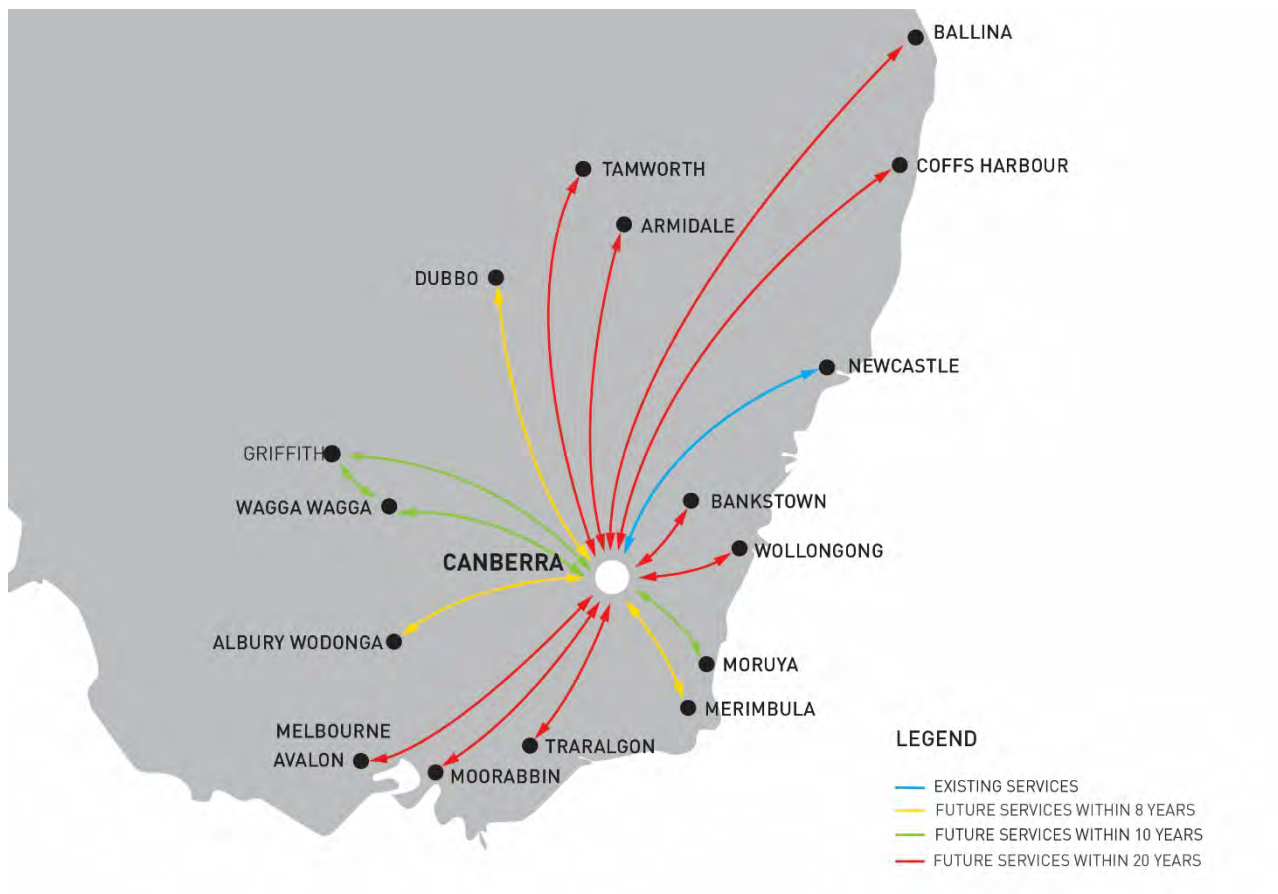 BALLINA
COFFS HARBOUR
TAMWORTH
ARMIDALE
DUBBO
NEWCASTLE
GRIFFITH
WAGGA WAGGA
BANKSTOWN
WOLLONGONG
CANBERRA
ALBURY WODONGA
MORUYA
MERIMBULA
MELBOURNE
AVALON
TRARALGON
MOORABBIN
LEGEND
EXISTING SERVICES
FUTURE SERVICES WITHIN 8 YEARS
FUTURE SERVICES WITHIN 10 YEARS
FUTURE SERVICES WITHIN 20 YEARS